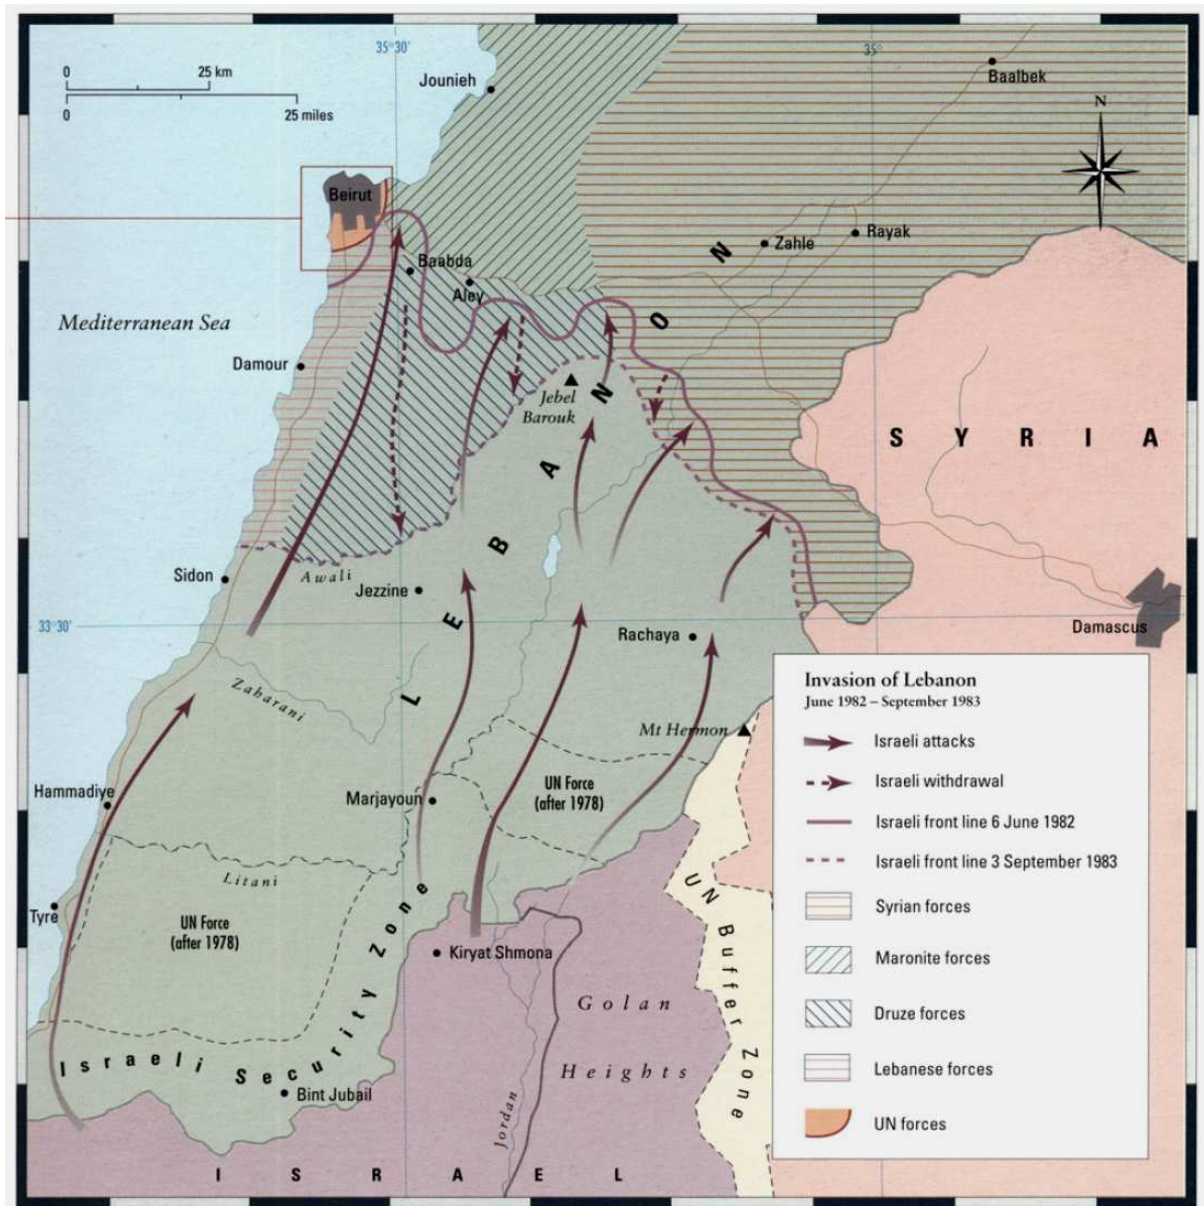 0 25 km
0 25 miles
35°30'
35°
Jounieh
Baalbek
N
Beirut
Zahle
Rayak
Baabda
Aley
Mediterranean Sea
Damour
Jebel
Barouk
SYRIA
LEBANON
Sidon
Awali
Jezzine
33°30'
Rachaya
Damascus
Zaharani
Mt Hermon
Hammadiye
Marjayoun
UN Force
(after 1978)
Litani
Tyre
UN Force
(after 1978)
Kiryat Shmona
Israeli Security Zone
Bint Jubail
Golan
Heights
UN Buffer Zone
Jordan
ISRAEL
Invasion of Lebanon
June 1982 – September 1983
Israeli attacks
Israeli withdrawal
Israeli front line 6 June 1982
Israeli front line 3 September 1983
Syrian forces
Maronite forces
Druze forces
Lebanese forces
UN forces